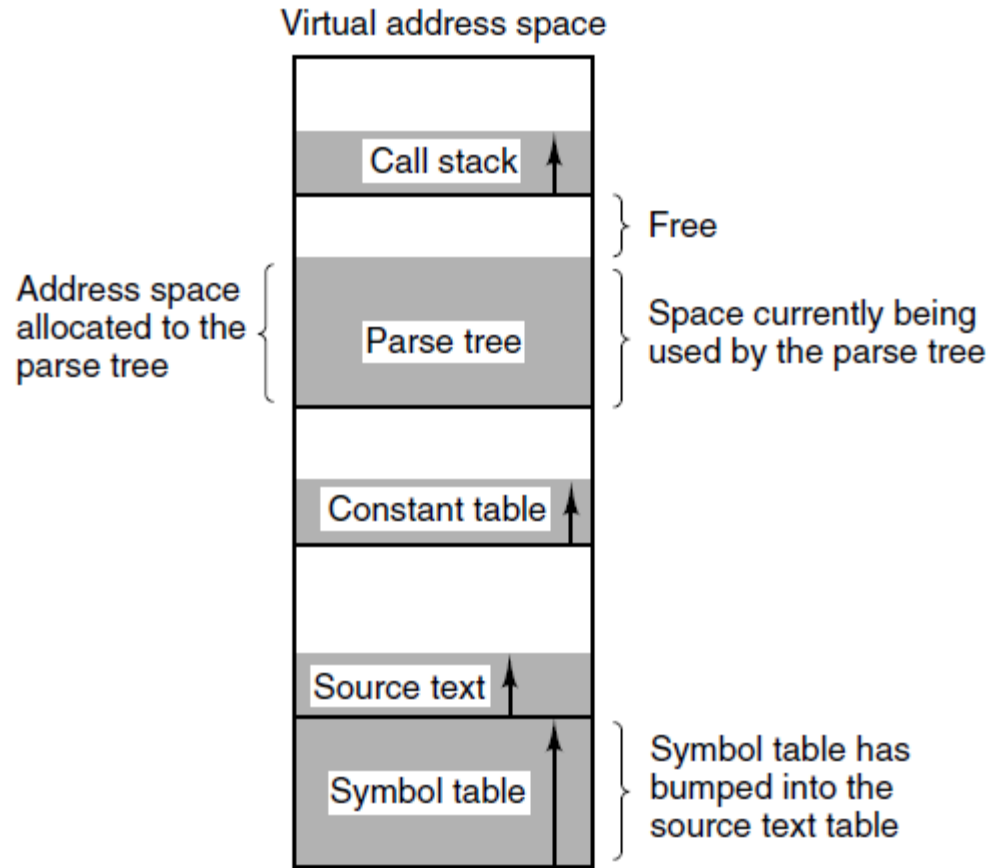 Virtual address space
Call stack
Free
Address space
allocated to the
parse tree
Parse tree
Space currently being
used by the parse tree
Constant table
Source text
Symbol table
Symbol table has
bumped into the
source text table